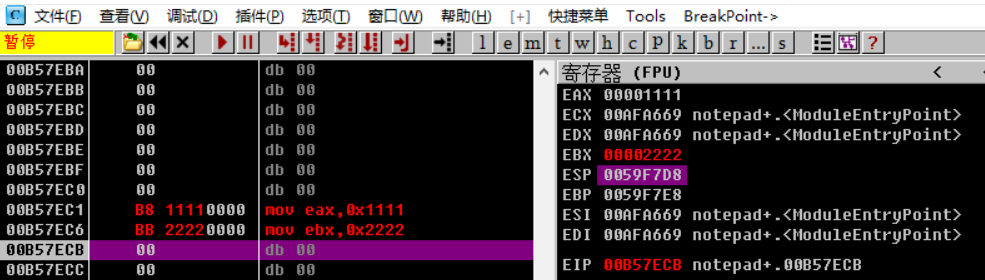 C 文件(F) 查看(V) 调试(D) 插件(P) 选项(T) 窗口(W) 帮助(H) [+] 快捷菜单 Tools BreakPoint->
暂停 l e m t w h c P k b r ... s ?
00B57EBA 00 db 00
00B57EBB 00 db 00
00B57EBC 00 db 00
00B57EBD 00 db 00
00B57EBE 00 db 00
00B57EBF 00 db 00
00B57EC0 00 db 00
00B57EC1 B8 11110000 mov eax,0x1111
00B57EC6 BB 22220000 mov ebx,0x2222
00B57ECB 00 db 00
00B57ECC 00 db 00
寄存器 (FPU) <
EAX 00001111
ECX 00AFA669 notepad+.<ModuleEntryPoint>
EDX 00AFA669 notepad+.<ModuleEntryPoint>
EBX 00002222
ESP 0059F7D8
EBP 0059F7E8
ESI 00AFA669 notepad+.<ModuleEntryPoint>
EDI 00AFA669 notepad+.<ModuleEntryPoint>
EIP 00B57ECB notepad+.00B57ECB